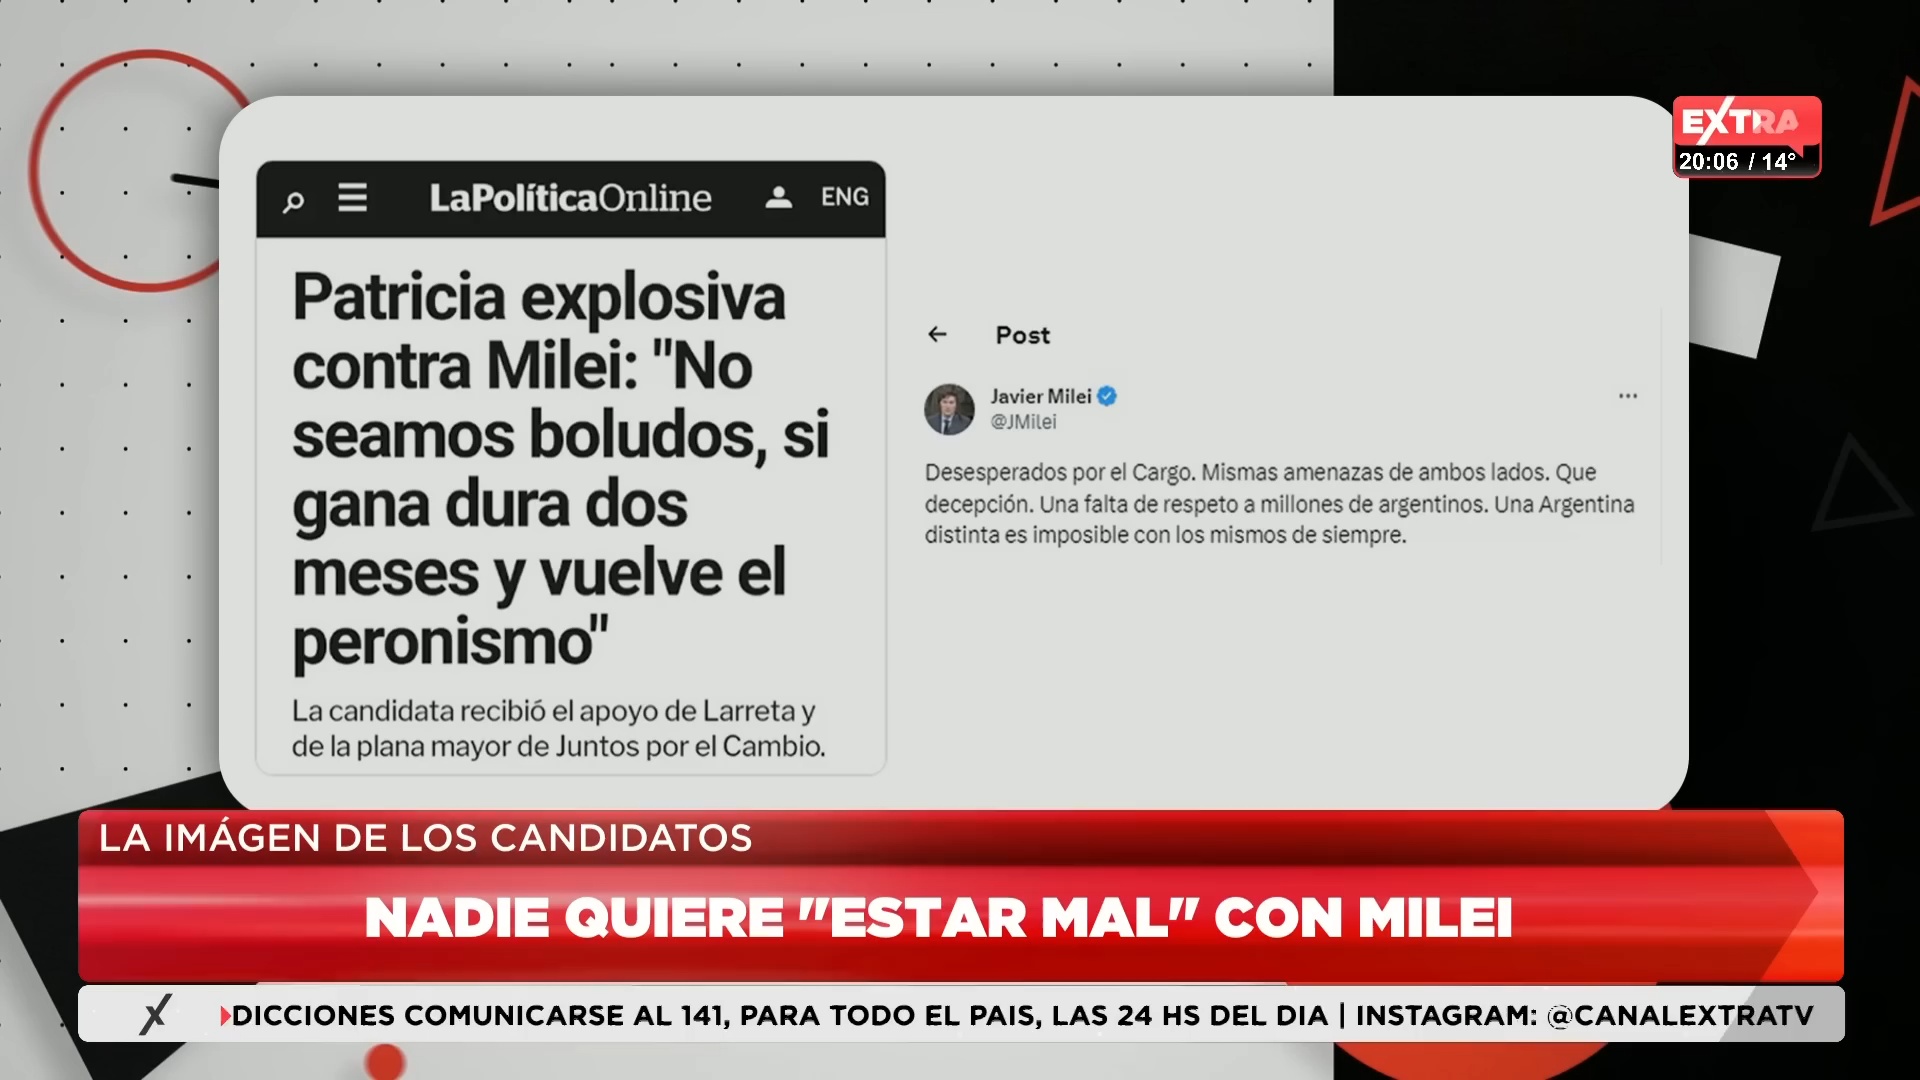 EXTRA
20:06 / 14°
LaPolíticaOnline
ENG
Patricia explosiva
contra Milei: "No
seamos boludos, si
gana dura dos
meses y vuelve el
peronismo"
La candidata recibió el apoyo de Larreta y
de la plana mayor de Juntos por el Cambio.
Post
Javier Milei
@JMilei
Desesperados por el Cargo. Mismas amenazas de ambos lados. Que
decepción. Una falta de respeto a millones de argentinos. Una Argentina
distinta es imposible con los mismos de siempre.
LA IMÁGEN DE LOS CANDIDATOS
NADIE QUIERE "ESTAR MAL" CON MILEI
DICCIONES COMUNICARSE AL 141, PARA TODO EL PAIS, LAS 24 HS DEL DIA | INSTAGRAM: @CANALEXTRATV